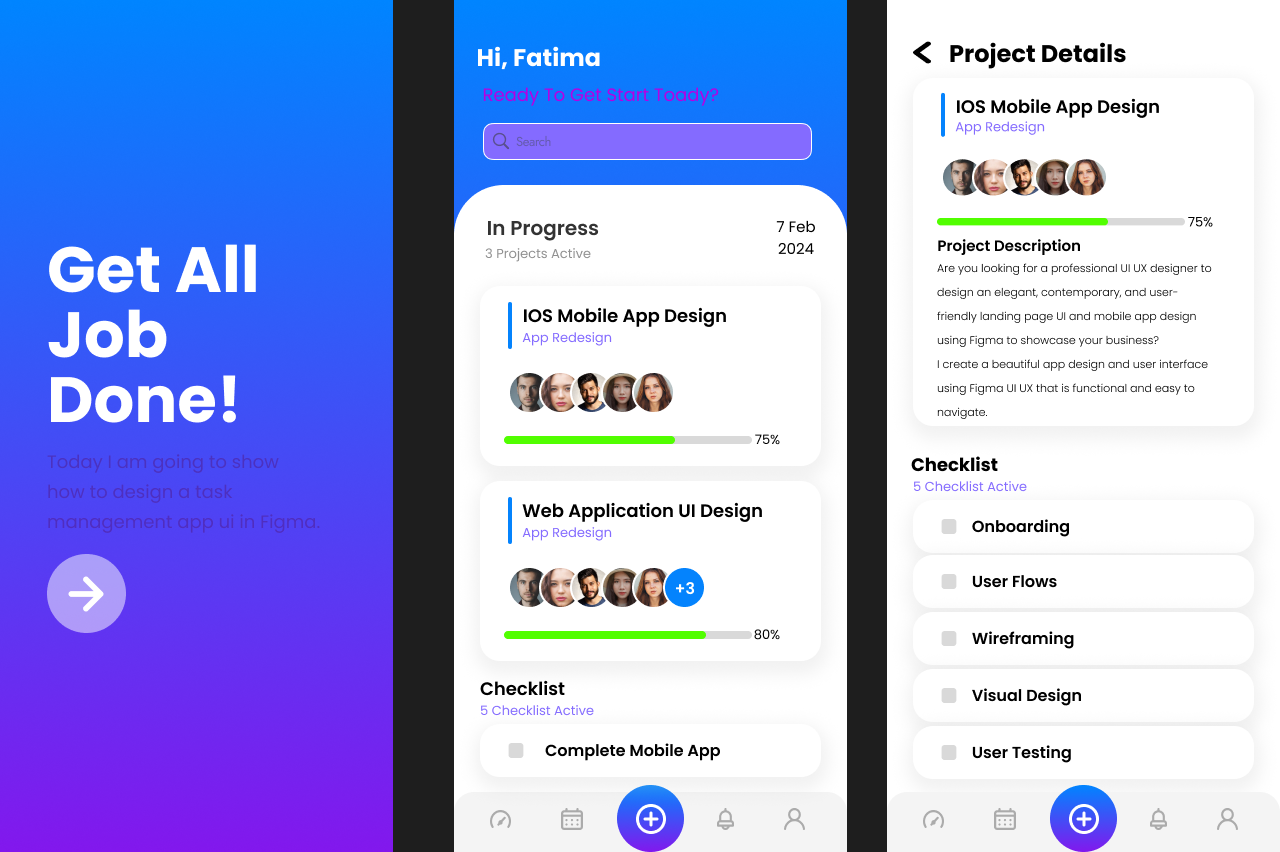 Get All
Job
Done!
Today I am going to show
how to design a task
management app ui in Figma.
Hi, Fatima
Ready To Get Start Toady?
Search
In Progress
3 Projects Active
7 Feb
2024
IOS Mobile App Design
App Redesign
75%
Web Application UI Design
App Redesign
+3
80%
Checklist
5 Checklist Active
Complete Mobile App
Project Details
IOS Mobile App Design
App Redesign
75%
Project Description
Are you looking for a professional UI UX designer to
design an elegant, contemporary, and user-
friendly landing page UI and mobile app design
using Figma to showcase your business?
I create a beautiful app design and user interface
using Figma UI UX that is functional and easy to
navigate.
Checklist
5 Checklist Active
Onboarding
User Flows
Wireframing
Visual Design
User Testing